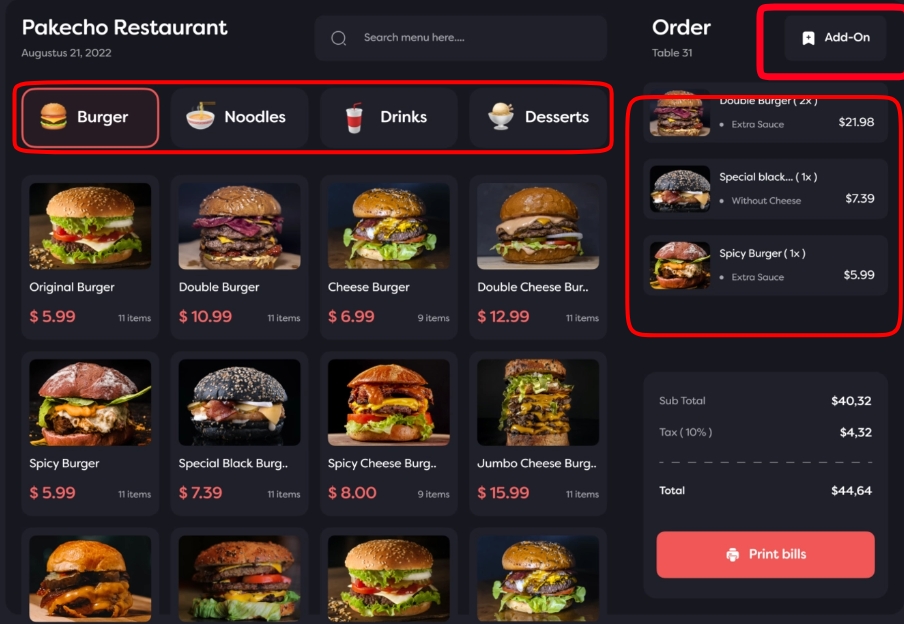 Pakecho Restaurant
Augustus 21, 2022
Search menu here....
Burger
Noodles
Drinks
Desserts
Original Burger
$ 5.99
11 items
Double Burger
$ 10.99
11 items
Cheese Burger
$ 6.99
9 items
Double Cheese Bur..
$ 12.99
11 items
Spicy Burger
$ 5.99
11 items
Special Black Burg..
$ 7.39
11 items
Spicy Cheese Burg..
$ 8.00
9 items
Jumbo Cheese Burg..
$ 15.99
11 items
Order
Table 31
Add-On
Double Burger ( 2x )
Extra Sauce
$21.98
Special black... ( 1x )
Without Cheese
$7.39
Spicy Burger ( 1x )
Extra Sauce
$5.99
Sub Total
$40,32
Tax ( 10% )
$4,32
Total
$44,64
Print bills